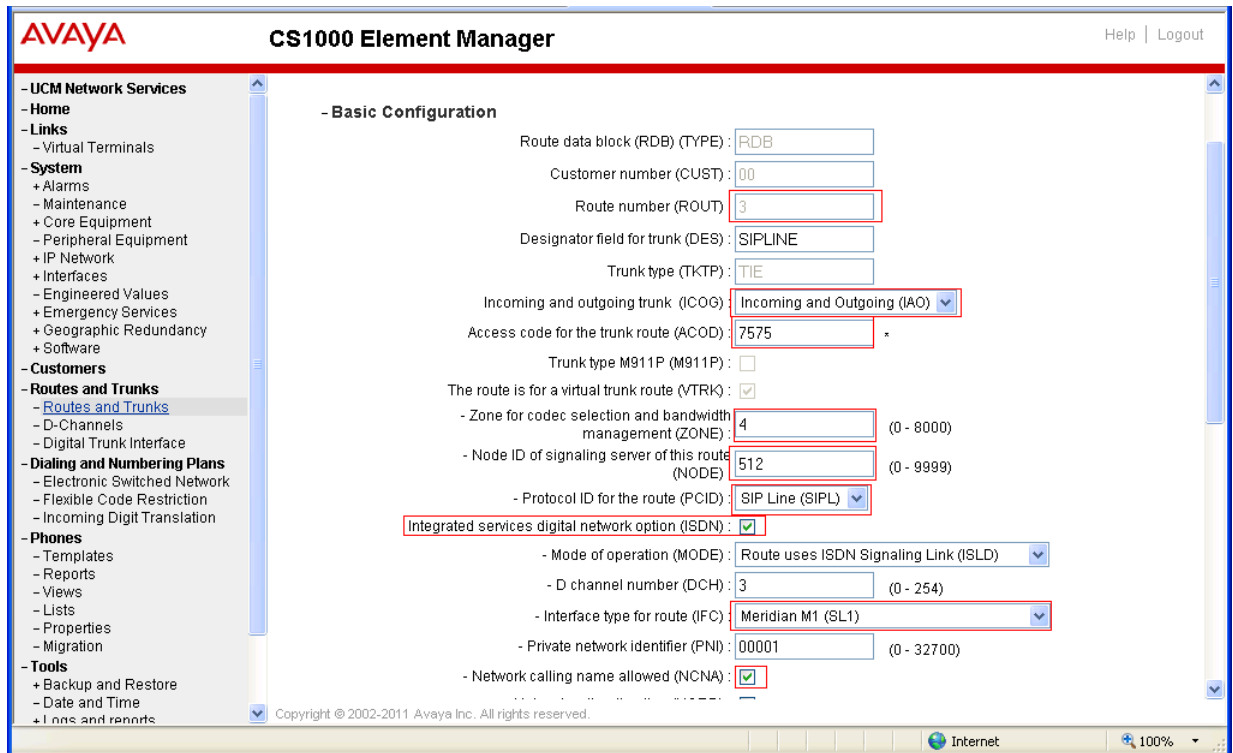 AVAYA
CS1000 Element Manager
Help | Logout
- UCM Network Services
- Home
- Links
- Virtual Terminals
- System
+ Alarms
- Maintenance
+ Core Equipment
- Peripheral Equipment
+ IP Network
+ Interfaces
- Engineered Values
+ Emergency Services
+ Geographic Redundancy
+ Software
- Customers
- Routes and Trunks
- Routes and Trunks
- D-Channels
- Digital Trunk Interface
- Dialing and Numbering Plans
- Electronic Switched Network
- Flexible Code Restriction
- Incoming Digit Translation
- Phones
- Templates
- Reports
- Views
- Lists
- Properties
- Migration
- Tools
+ Backup and Restore
- Date and Time
+ Logs and reports
- Basic Configuration
Route data block (RDB) (TYPE) : RDB
Customer number (CUST) : 00
Route number (ROUT) 3
Designator field for trunk (DES) : SIPLINE
Trunk type (TKTP) : TIE
Incoming and outgoing trunk (ICOG) : Incoming and Outgoing (IAO)
Access code for the trunk route (ACOD) : 7575 *
Trunk type M911P (M911P) :
The route is for a virtual trunk route (VTRK) :
- Zone for codec selection and bandwidth
management (ZONE) : 4 (0 - 8000)
- Node ID of signaling server of this route
(NODE) 512 (0 - 9999)
- Protocol ID for the route (PCID) : SIP Line (SIPL)
Integrated services digital network option (ISDN) :
- Mode of operation (MODE) : Route uses ISDN Signaling Link (ISLD)
- D channel number (DCH) : 3 (0 - 254)
- Interface type for route (IFC) : Meridian M1 (SL1)
- Private network identifier (PNI) : 00001 (0 - 32700)
- Network calling name allowed (NCNA) :
Copyright © 2002-2011 Avaya Inc. All rights reserved.
Internet
100%